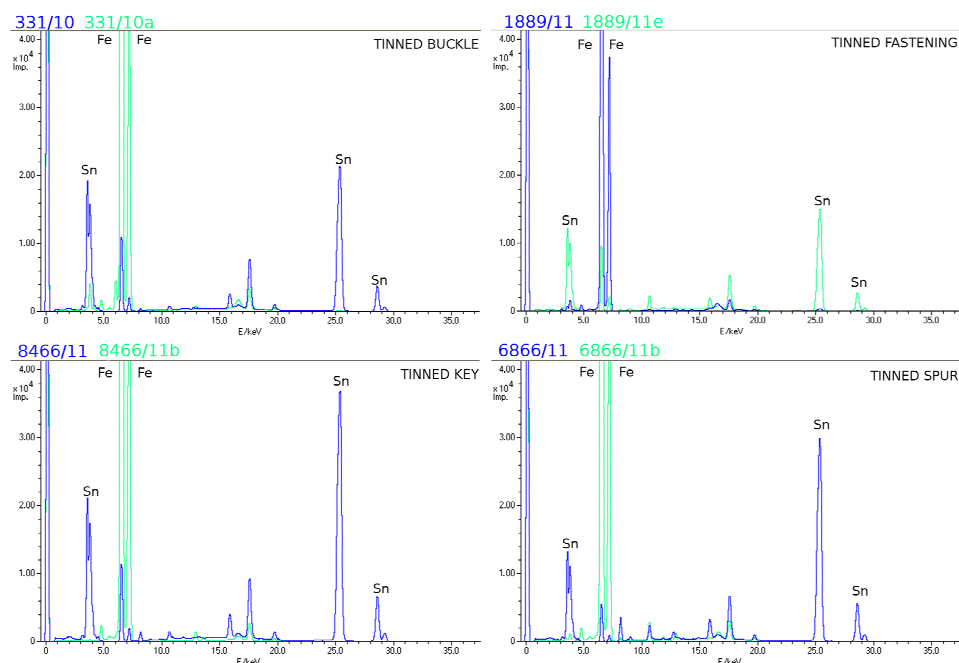 331/10 331/10a
4.00
x 10^4
Imp.
Fe Fe
TINNED BUCKLE
3.00
2.00
Sn
Sn
1.00
Sn
0
0 5.0 10.0 15.0 20.0 25.0 30.0 35.0
E/keV
1889/11 1889/11e
4.00
x 10^4
Imp.
Fe Fe
TINNED FASTENING
3.00
2.00
Sn
Sn
1.00
Sn
0
0 5.0 10.0 15.0 20.0 25.0 30.0 35.0
E/keV
8466/11 8466/11b
4.00
x 10^4
Imp.
Fe Fe
TINNED KEY
Sn
3.00
Sn
2.00
1.00
Sn
0
0 5.0 10.0 15.0 20.0 25.0 30.0 35.0
E/keV
6866/11 6866/11b
4.00
x 10^4
Imp.
Fe Fe
TINNED SPUR
Sn
3.00
2.00
Sn
1.00
Sn
0
0 5.0 10.0 15.0 20.0 25.0 30.0 35.0
E/keV